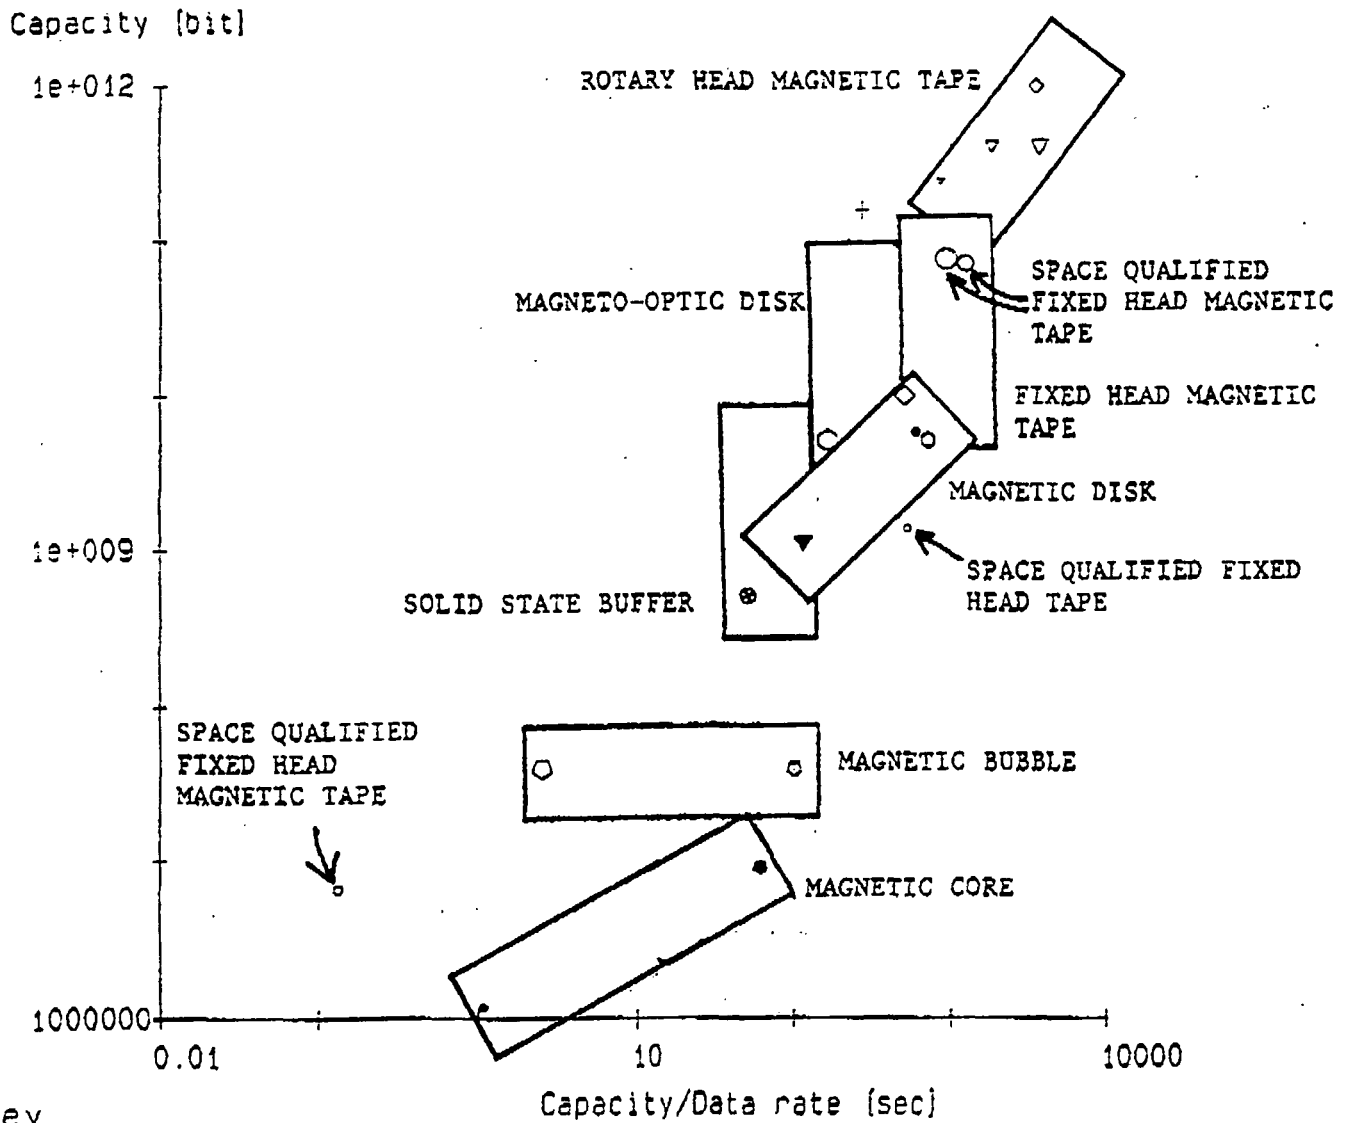 Capacity [bit]
1e+012
ROTARY HEAD MAGNETIC TAPE
SPACE QUALIFIED
FIXED HEAD MAGNETIC
TAPE
MAGNETO-OPTIC DISK
FIXED HEAD MAGNETIC
TAPE
MAGNETIC DISK
1e+009
SPACE QUALIFIED FIXED
HEAD TAPE
SOLID STATE BUFFER
SPACE QUALIFIED
FIXED HEAD
MAGNETIC TAPE
MAGNETIC BUBBLE
MAGNETIC CORE
1000000
0.01
10
10000
Capacity/Data rate [sec]